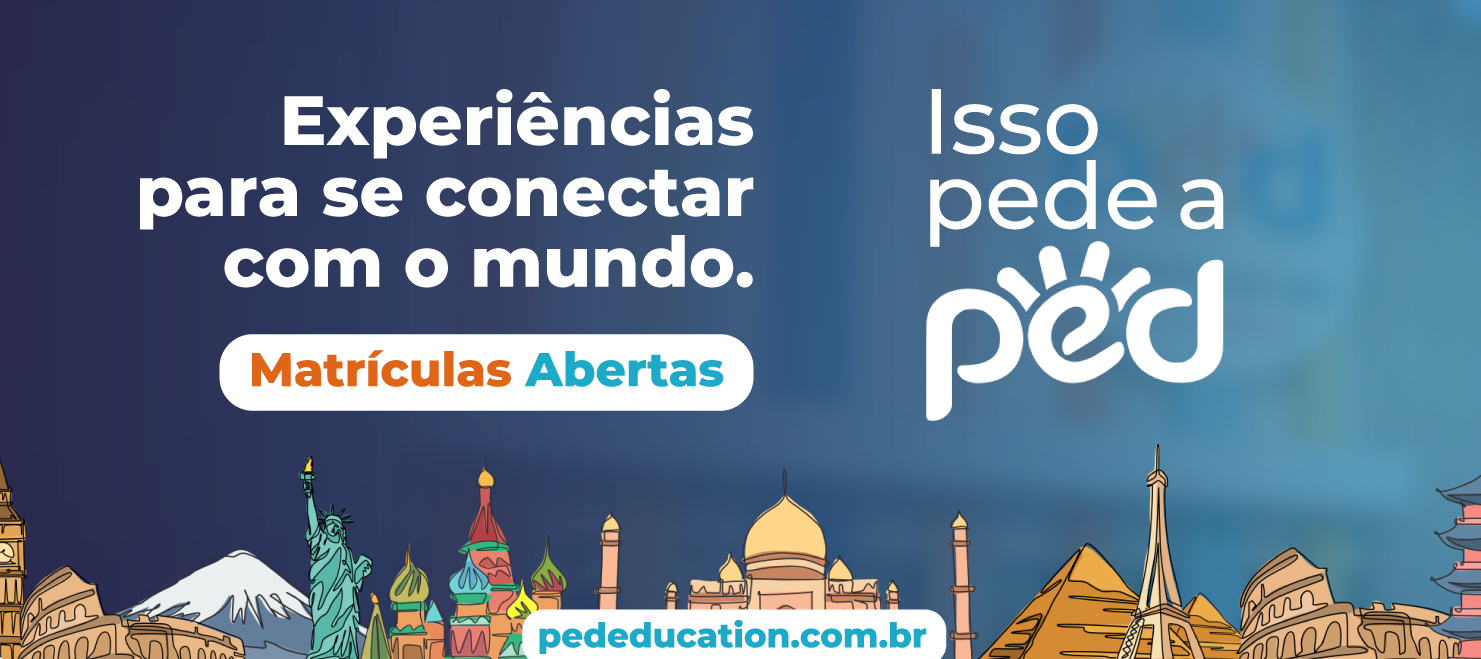 Experiências
para se conectar
com o mundo.
Matrículas Abertas
Isso
pede a
ped
pededucation.com.br